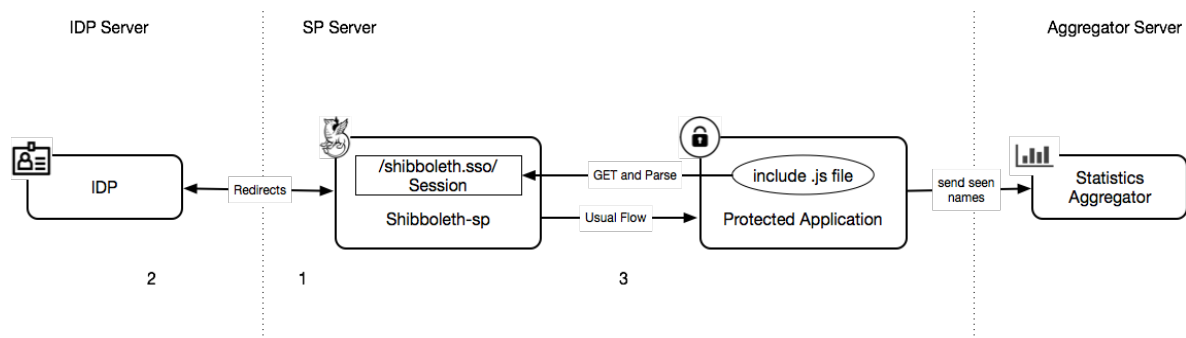 IDP Server
SP Server
Aggregator Server
/shibboleth.sso/
Session
Shibboleth-sp
IDP
Redirects
GET and Parse
Usual Flow
include .js file
Protected Application
send seen
names
Statistics
Aggregator
2
1
3